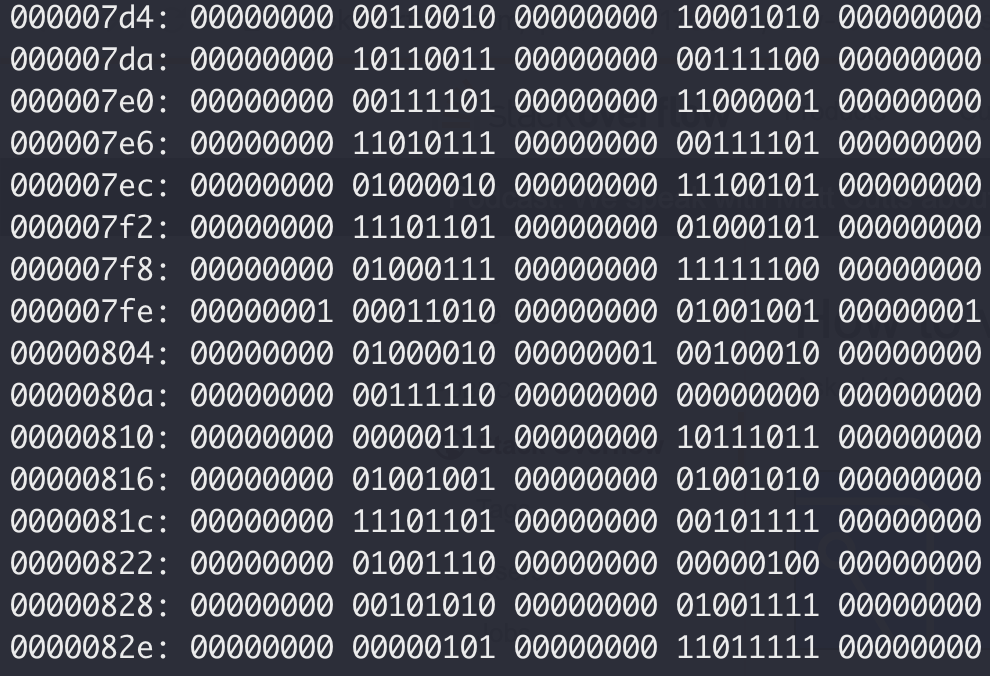 000007d4: 00000000 00110010 00000000 10001010 00000000
000007da: 00000000 10110011 00000000 00111100 00000000
000007e0: 00000000 00111101 00000000 11000001 00000000
000007e6: 00000000 11010111 00000000 00111101 00000000
000007ec: 00000000 01000010 00000000 11100101 00000000
000007f2: 00000000 11101101 00000000 01000101 00000000
000007f8: 00000000 01000111 00000000 11111100 00000000
000007fe: 00000001 00011010 00000000 01001001 00000001
00000804: 00000000 01000010 00000001 00100010 00000000
0000080a: 00000000 00111110 00000000 00000000 00000000
00000810: 00000000 00000111 00000000 10111011 00000000
00000816: 00000000 01001001 00000000 01001010 00000000
0000081c: 00000000 11101101 00000000 00101111 00000000
00000822: 00000000 01001110 00000000 00000100 00000000
00000828: 00000000 00101010 00000000 01001111 00000000
0000082e: 00000000 00000101 00000000 11011111 00000000